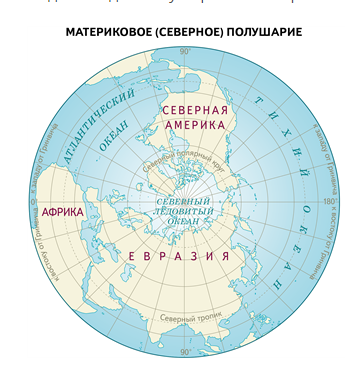 МАТЕРИКОВОЕ (СЕВЕРНОЕ) ПОЛУШАРИЕ
90°
АТЛАНТИЧЕСКИЙ
ОКЕАН
СЕВЕРНАЯ
АМЕРИКА
ТИХИЙ ОКЕАН
к западу от Гринвича
к западу от Гринвича
Северный полярный круг
СЕВЕРНЫЙ
ЛЕДОВИТЫЙ
ОКЕАН
0°
180°
АФРИКА
ЕВРАЗИЯ
к востоку от Гринвича
к востоку от Гринвича
Северный тропик
90°